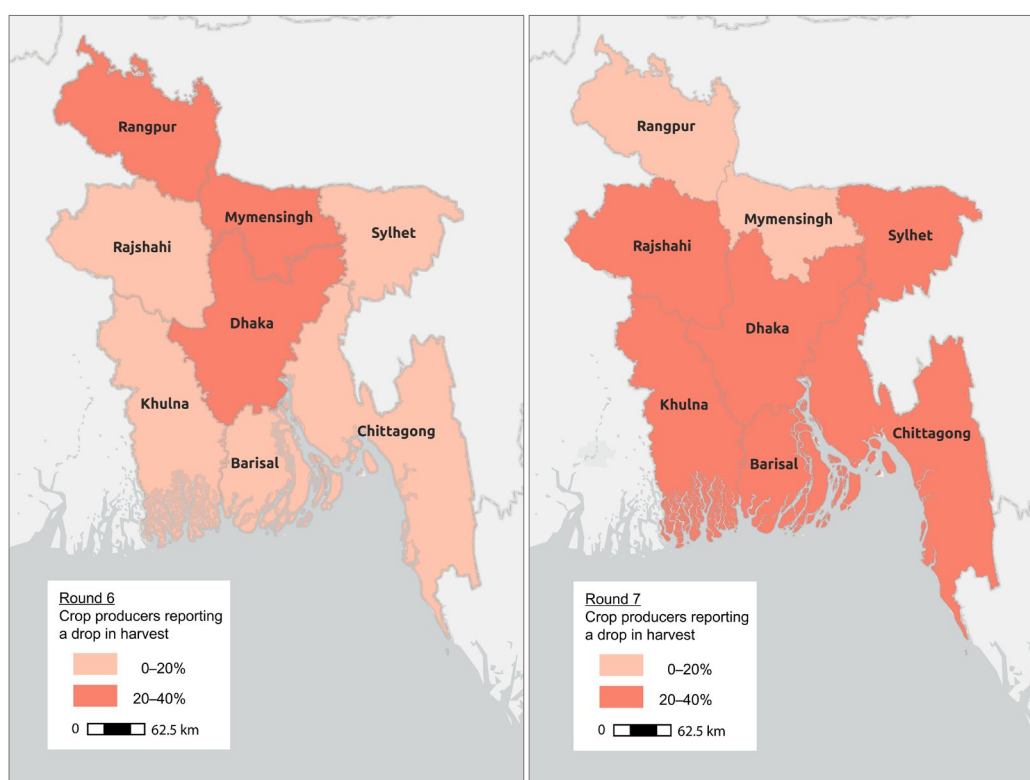 Rangpur
Mymensingh
Sylhet
Rajshahi
Dhaka
Khulna
Chittagong
Barisal
Round 6
Crop producers reporting
a drop in harvest
0–20%
20–40%
0 62.5 km
Rangpur
Mymensingh
Sylhet
Rajshahi
Dhaka
Khulna
Chittagong
Barisal
Round 7
Crop producers reporting
a drop in harvest
0–20%
20–40%
0 62.5 km